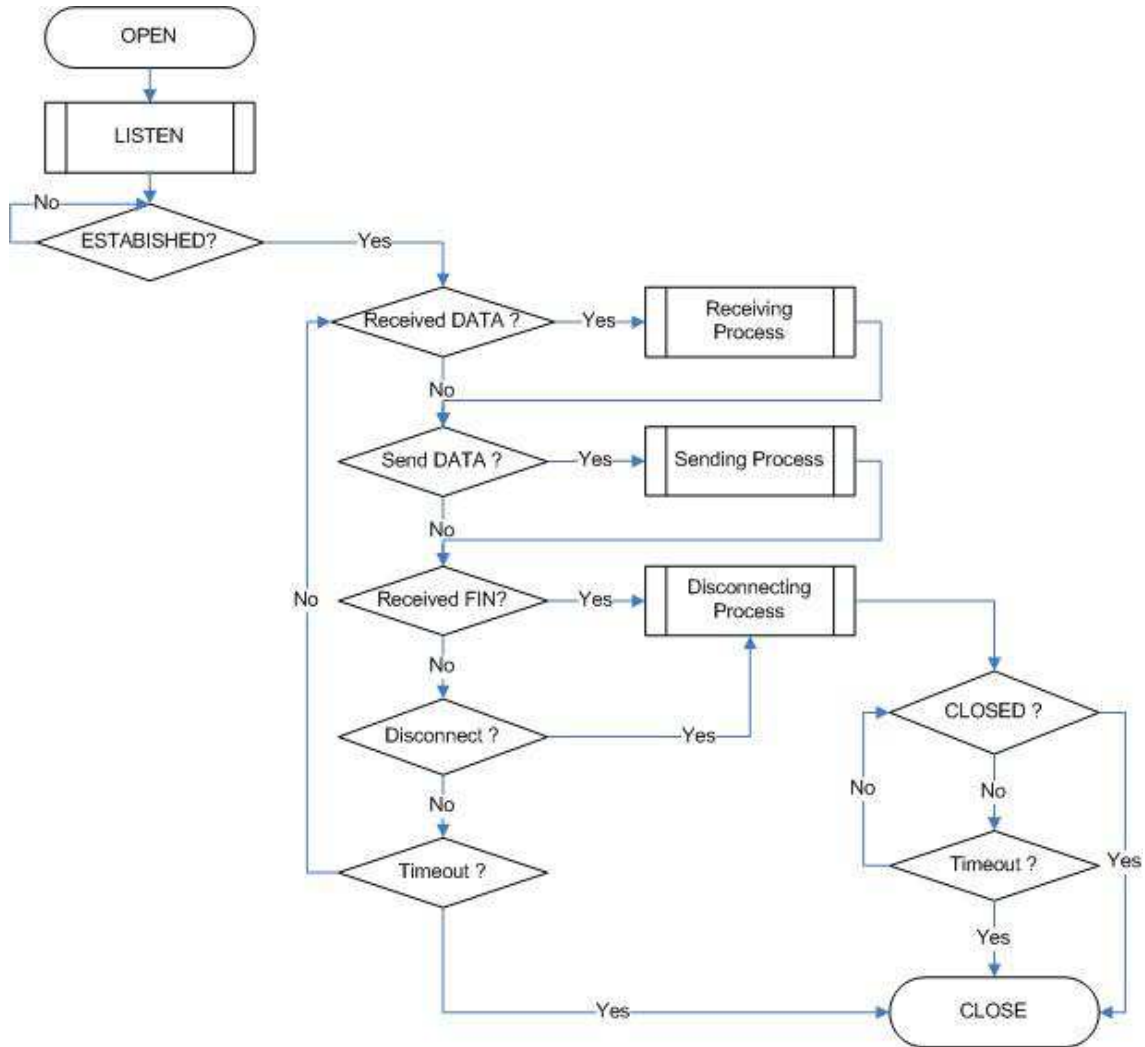 OPEN
LISTEN
No
ESTABISHED?
Yes
Received DATA ?
Yes
Receiving
Process
No
Send DATA ?
Yes
Sending Process
No
Received FIN?
Yes
Disconnecting
Process
No
No
Disconnect ?
Yes
CLOSED ?
No
No
No
Timeout ?
Timeout ?
Yes
Yes
Yes
CLOSE